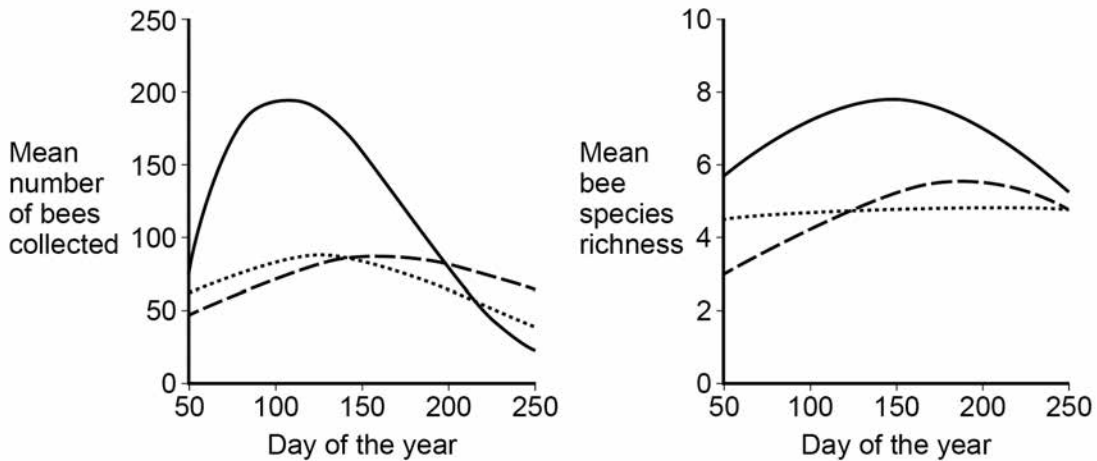 250
200
150
100
50
0
Mean
number
of bees
collected
50 100 150 200 250
Day of the year
10
8
6
4
2
0
Mean
bee
species
richness
50 100 150 200 250
Day of the year